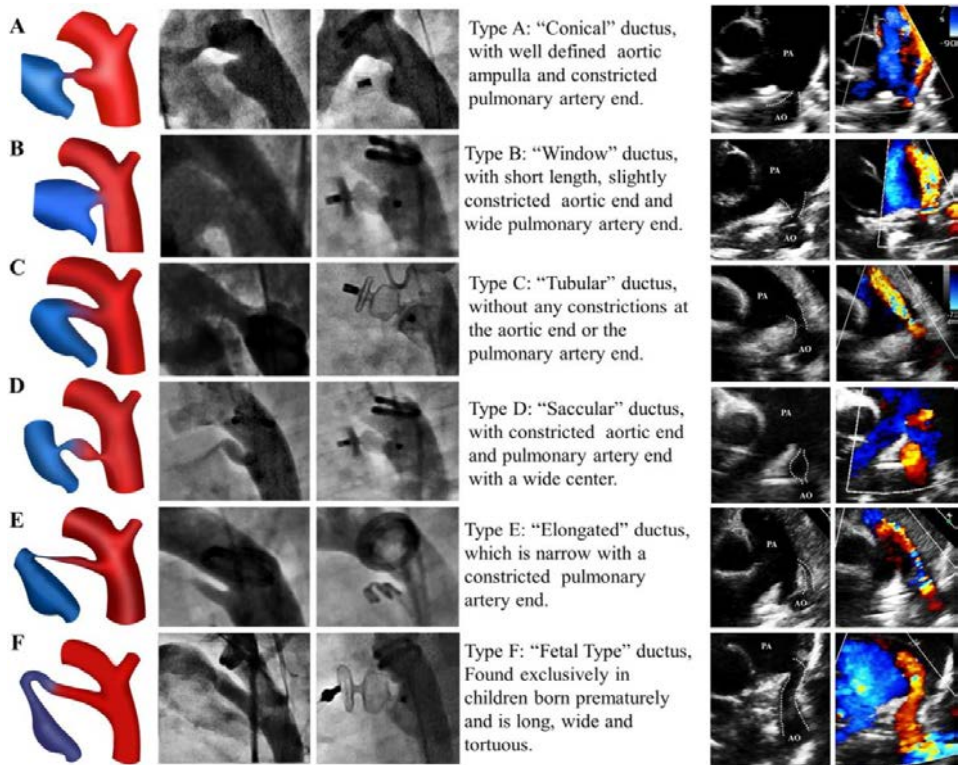 A
Type A: “Conical” ductus,
with well defined aortic
ampulla and constricted
pulmonary artery end.
PA
AO
B
Type B: “Window” ductus,
with short length, slightly
constricted aortic end and
wide pulmonary artery end.
PA
AO
C
Type C: “Tubular” ductus,
without any constrictions at
the aortic end or the
pulmonary artery end.
PA
AO
D
Type D: “Saccular” ductus,
with constricted aortic end
and pulmonary artery end
with a wide center.
PA
AO
E
Type E: “Elongated” ductus,
which is narrow with a
constricted pulmonary
artery end.
PA
AO
F
Type F: “Fetal Type” ductus,
Found exclusively in
children born prematurely
and is long, wide and
tortuous.
PA
AO